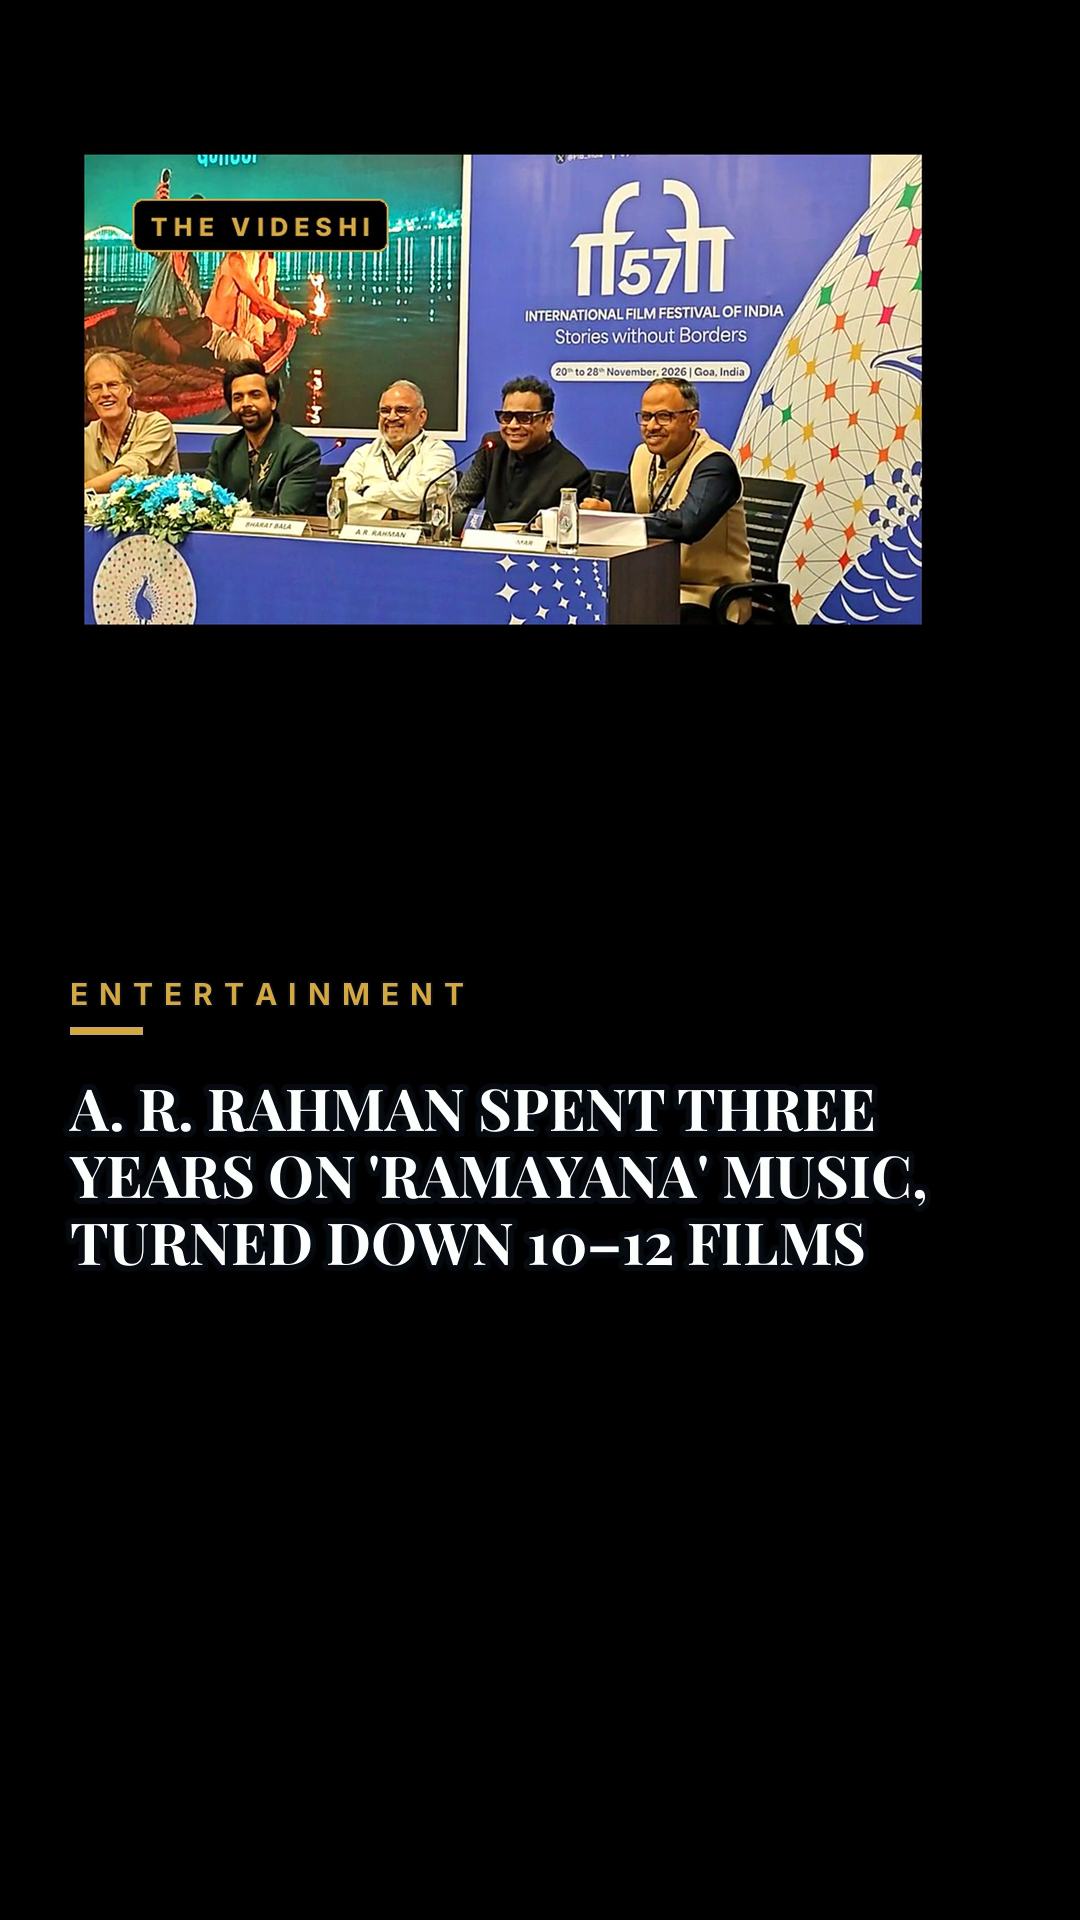 THE VIDESHI
57
INTERNATIONAL FILM FESTIVAL OF INDIA
Stories without Borders
20th to 28th November, 2026 | Goa, India
BHARAT BALA
A.R. RAHMAN
ENTERTAINMENT
A. R. RAHMAN SPENT THREE
YEARS ON 'RAMAYANA' MUSIC,
TURNED DOWN 10–12 FILMS